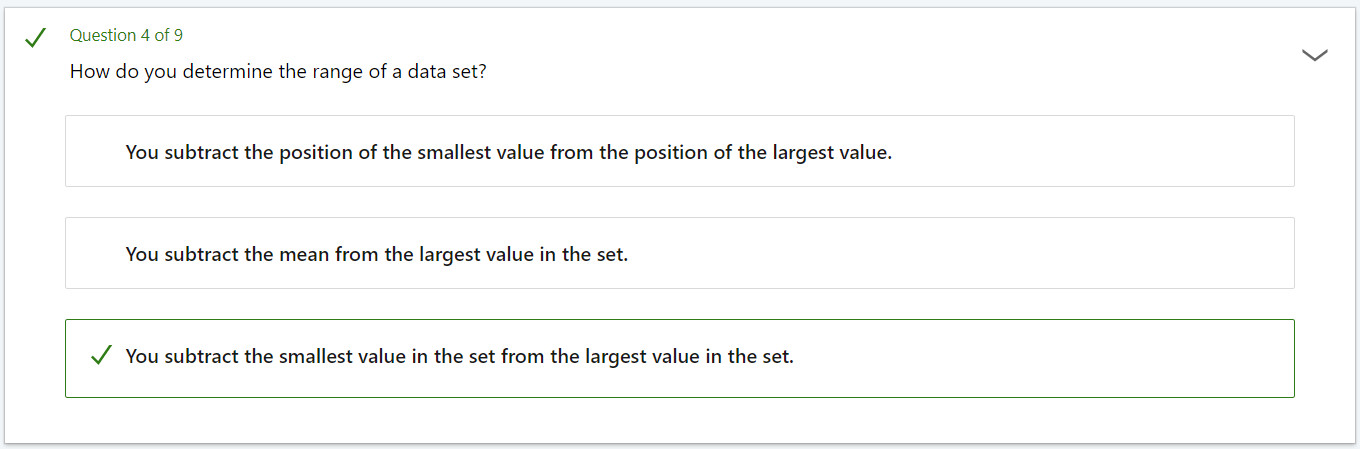 Question 4 of 9
How do you determine the range of a data set?
You subtract the position of the smallest value from the position of the largest value.
You subtract the mean from the largest value in the set.
You subtract the smallest value in the set from the largest value in the set.